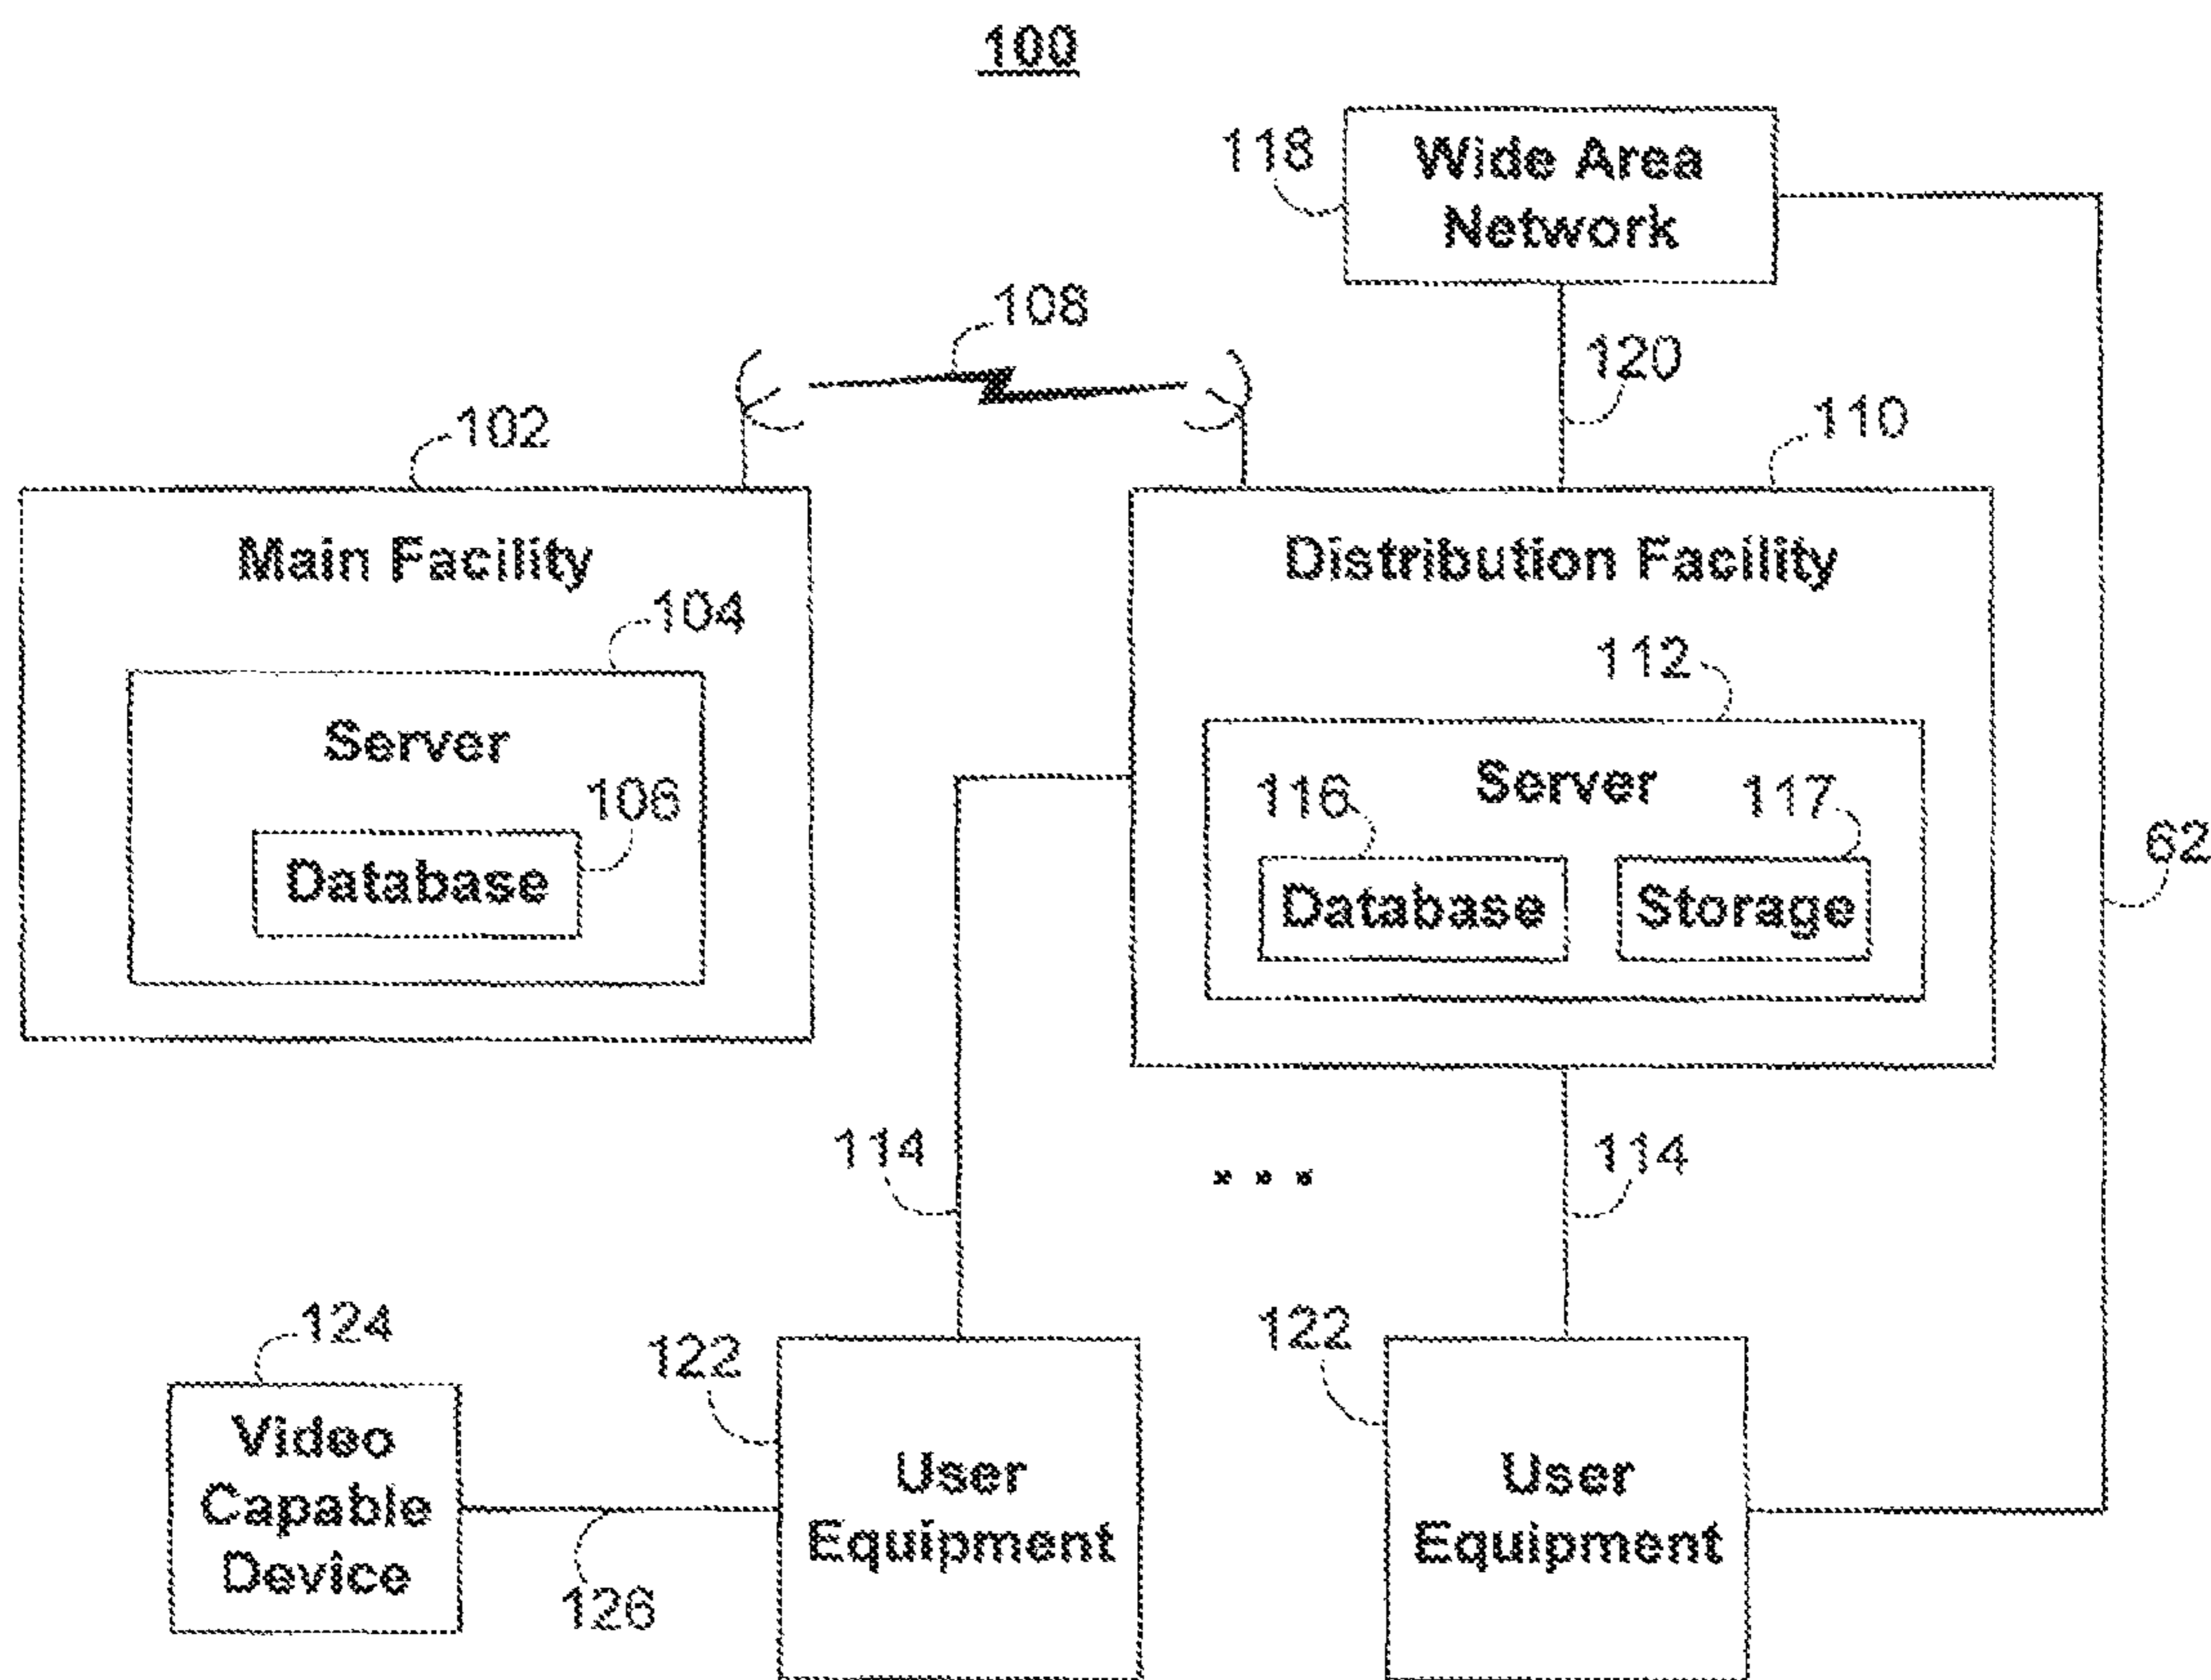 100
118
Wide Area
Network
108
120
102
110
Main Facility
Distribution Facility
104
112
Server
Server
106
116
117
Database
Database
Storage
62
114
114
124
122
122
Video
Capable
Device
User
Equipment
User
Equipment
126